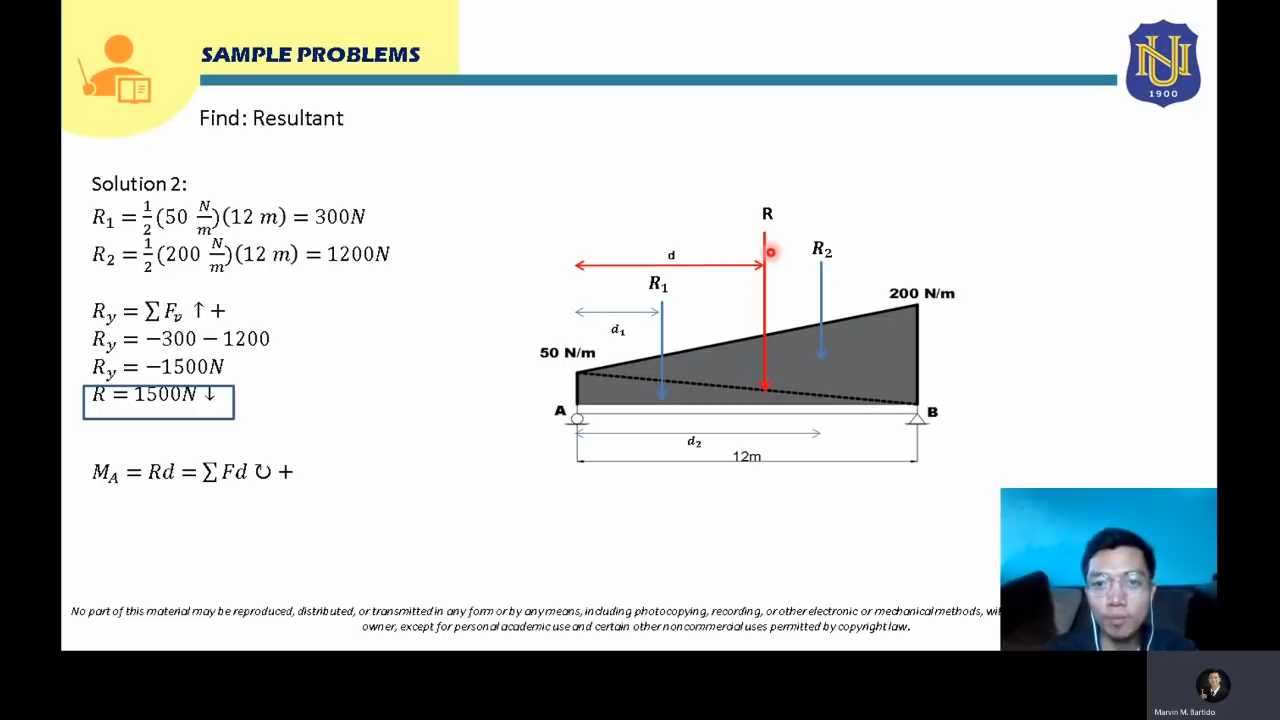 SAMPLE PROBLEMS
NU
1900
Find: Resultant
Solution 2:
R₁ = 1/2 (50 N/m)(12 m) = 300N
R₂ = 1/2 (200 N/m)(12 m) = 1200N
R_y = ∑ F_v ↑ +
R_y = −300 − 1200
R_y = −1500N
R = 1500N ↓
M_A = Rd = ∑ Fd ↻ +
R
R₂
d
R₁
200 N/m
d₁
50 N/m
A
B
d₂
12m
No part of this material may be reproduced, distributed, or transmitted in any form or by any means, including photocopying, recording, or other electronic or mechanical methods,
owner, except for personal academic use and certain other noncommercial uses permitted by copyright law.
Marvin M. Bartido